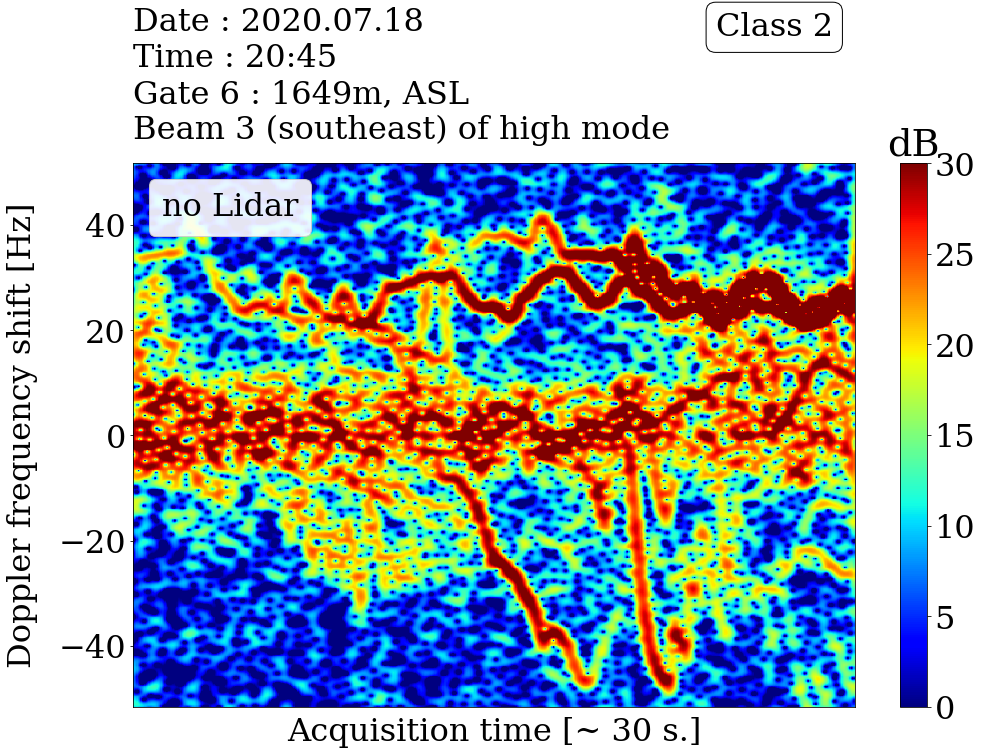 Date : 2020.07.18
Time : 20:45
Gate 6 : 1649m, ASL
Beam 3 (southeast) of high mode
Class 2
dB
no Lidar
Doppler frequency shift [Hz]
40
20
0
−20
−40
30
25
20
15
10
5
0
Acquisition time [~ 30 s.]